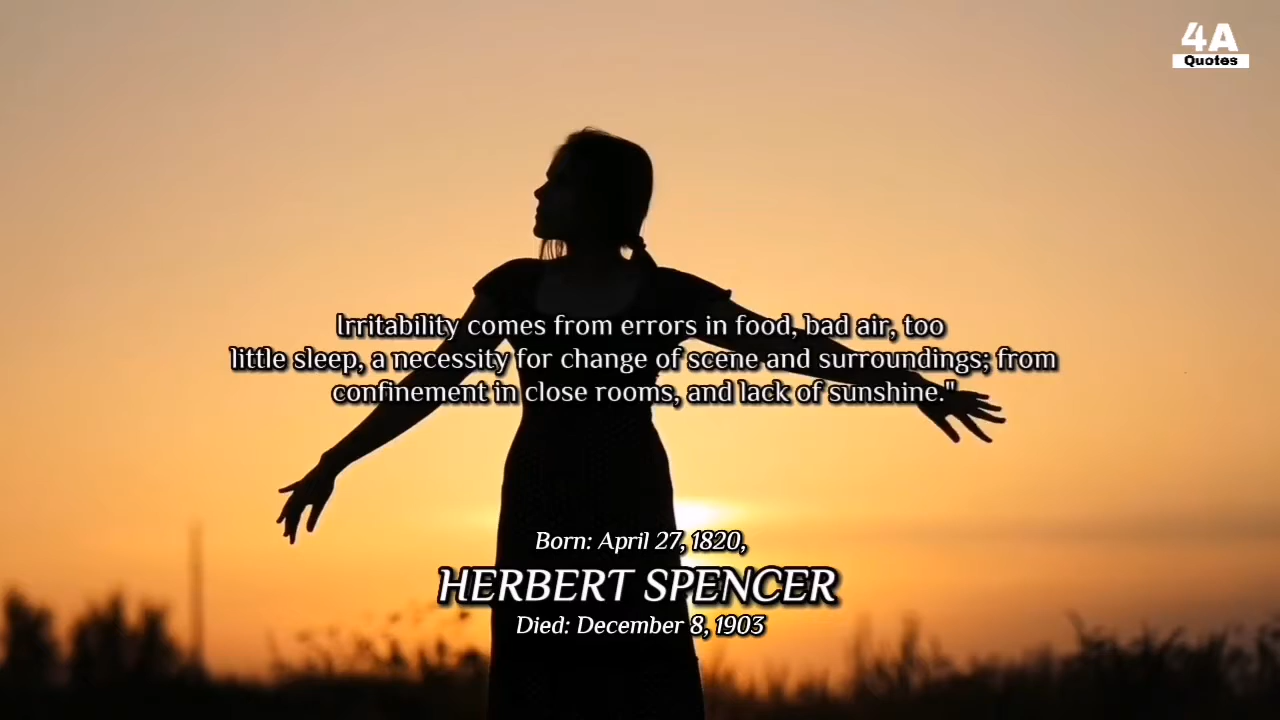 4A
Quotes
Irritability comes from errors in food, bad air, too
little sleep, a necessity for change of scene and surroundings; from
confinement in close rooms, and lack of sunshine."
Born: April 27, 1820,
HERBERT SPENCER
Died: December 8, 1903